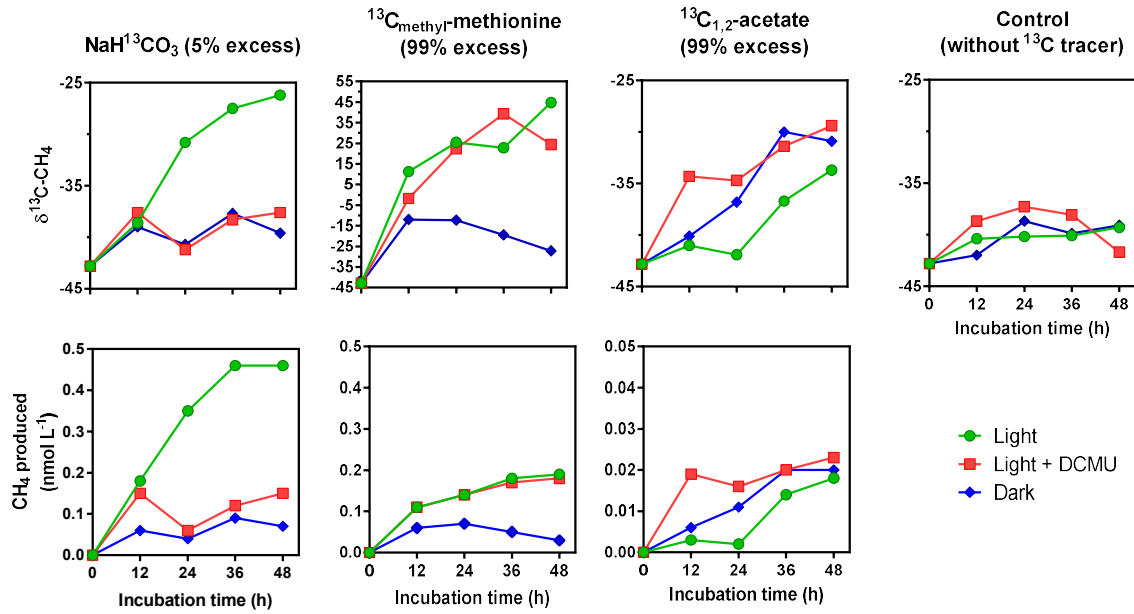 NaH¹³CO₃ (5% excess)
¹³Cmethyl-methionine
(99% excess)
¹³C₁,₂-acetate
(99% excess)
Control
(without ¹³C tracer)
δ¹³C-CH₄
-25
-35
-45
55
45
35
25
15
5
-5
-15
-25
-35
-45
-25
-35
-45
-25
-35
-45
0 12 24 36 48
Incubation time (h)
CH₄ produced
(nmol L⁻¹)
0.5
0.4
0.3
0.2
0.1
0.0
0 12 24 36 48
Incubation time (h)
0.5
0.4
0.3
0.2
0.1
0.0
0 12 24 36 48
Incubation time (h)
0.05
0.04
0.03
0.02
0.01
0.00
0 12 24 36 48
Incubation time (h)
Light
Light + DCMU
Dark